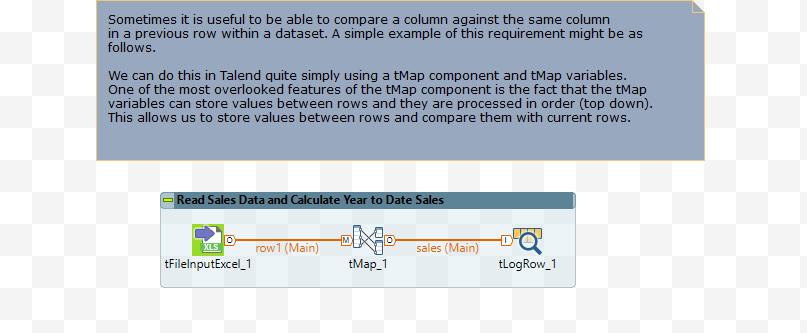 Sometimes it is useful to be able to compare a column against the same column
in a previous row within a dataset. A simple example of this requirement might be as
follows.
We can do this in Talend quite simply using a tMap component and tMap variables.
One of the most overlooked features of the tMap component is the fact that the tMap
variables can store values between rows and they are processed in order (top down).
This allows us to store values between rows and compare them with current rows.
Read Sales Data and Calculate Year to Date Sales
XLS O row1 (Main) M O sales (Main) I
tFileInputExcel_1 tMap_1 tLogRow_1